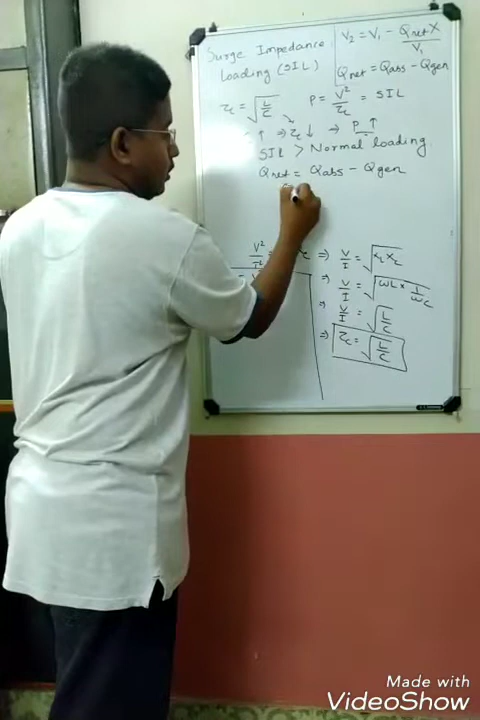 Surge Impedance
Loading (SIL)
V₂ = V₁ - Qnet X / V₁
Qnet = Qabs - Qgen
Zc = √(L/C)
P = V²/Zc = SIL
↑ ⇒ Zc ↓ ⇒ P ↑
SIL > Normal loading
Qnet = Qabs - Qgen
V²/I² =
⇒ V/I = √(XL Xc)
⇒ V/I = √(ωL × 1/ωC)
⇒ V/I = √(L/C)
⇒ Zc = √(L/C)
Made with
VideoShow